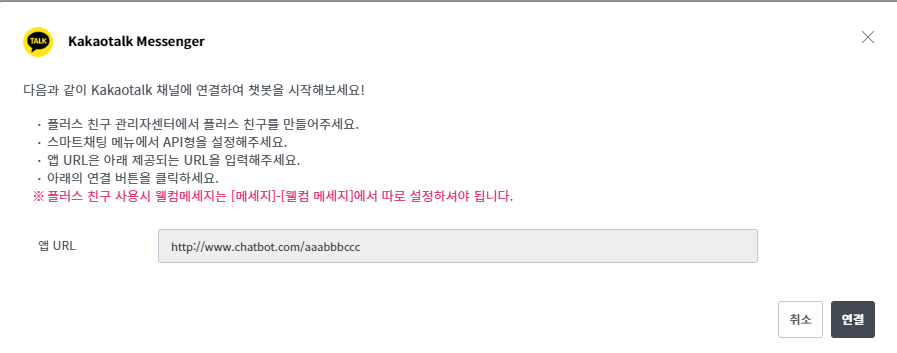 TALK
Kakaotalk Messenger
다음과 같이 Kakaotalk 채널에 연결하여 챗봇을 시작해보세요!
· 플러스 친구 관리자센터에서 플러스 친구를 만들어주세요.
· 스마트채팅 메뉴에서 API형을 설정해주세요.
· 앱 URL은 아래 제공되는 URL을 입력해주세요.
· 아래의 연결 버튼을 클릭하세요.
※ 플러스 친구 사용시 웰컴메세지는 [메세지]-[웰컴 메세지]에서 따로 설정하셔야 됩니다.
앱 URL
http://www.chatbot.com/aaabbbccc
취소
연결